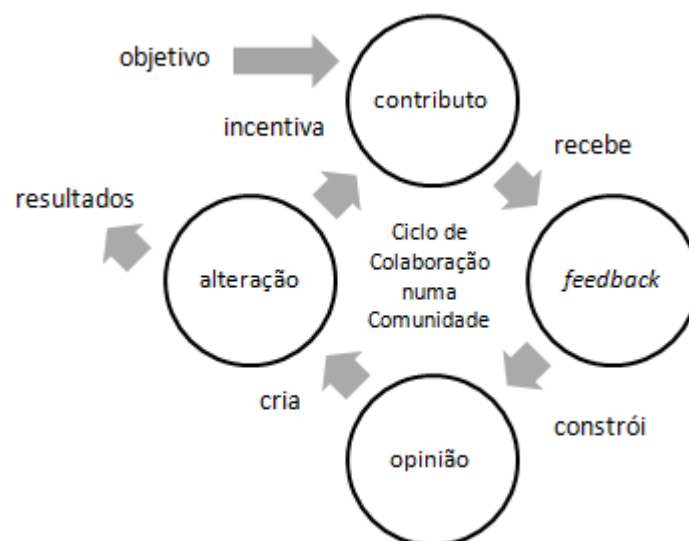 objetivo
contributo
incentiva
recebe
resultados
Ciclo de
Colaboração
numa
Comunidade
alteração
feedback
cria
constrói
opinião